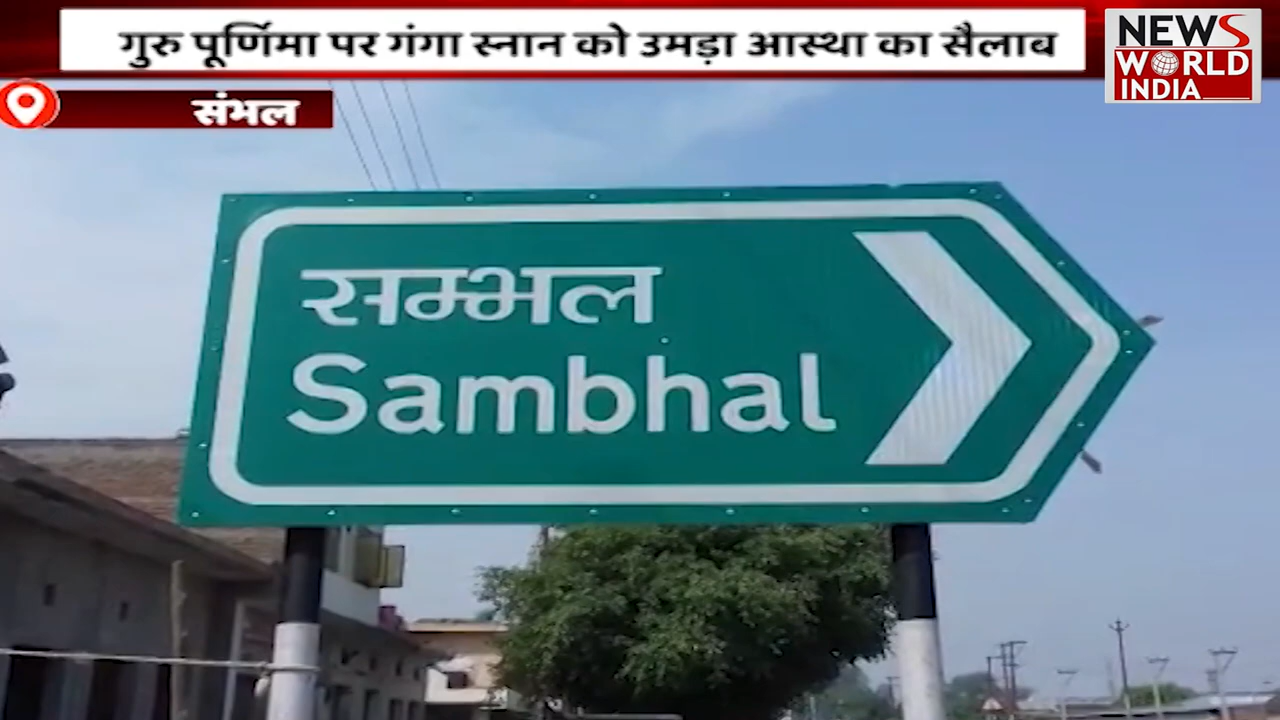 गुरु पूर्णिमा पर गंगा स्नान को उमड़ा आस्था का सैलाब
NEWS
WORLD
INDIA
संभल
सम्भल
Sambhal